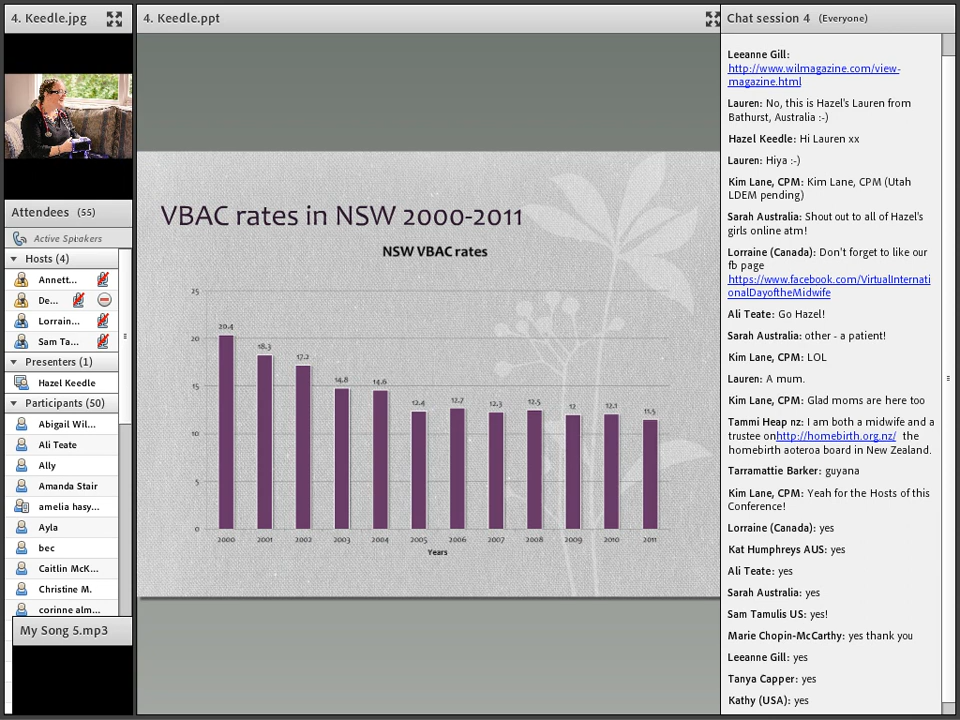 4. Keedle.jpg
Attendees (55)
Active Speakers
Hosts (4)
Annett...
De...
Lorrain...
Sam Ta...
Presenters (1)
Hazel Keedle
Participants (50)
Abigail Wil...
Ali Teate
Ally
Amanda Stair
amelia hasy...
Ayla
bec
Caitlin McK...
Christine M.
corinne alm...
My Song 5.mp3
4. Keedle.ppt
VBAC rates in NSW 2000-2011
NSW VBAC rates
25
20
15
10
5
0
20.4
18.3
17.2
14.8
14.6
12.4
12.7
12.3
12.5
12
12.1
11.5
2000 2001 2002 2003 2004 2005 2006 2007 2008 2009 2010 2011
Years
Chat session 4 (Everyone)
Leeanne Gill:
http://www.wilmagazine.com/view-
magazine.html
Lauren: No, this is Hazel's Lauren from
Bathurst, Australia :-)
Hazel Keedle: Hi Lauren xx
Lauren: Hiya :-)
Kim Lane, CPM: Kim Lane, CPM (Utah
LDEM pending)
Sarah Australia: Shout out to all of Hazel's
girls online atm!
Lorraine (Canada): Don't forget to like our
fb page
https://www.facebook.com/VirtualInternati
onalDayoftheMidwife
Ali Teate: Go Hazel!
Sarah Australia: other - a patient!
Kim Lane, CPM: LOL
Lauren: A mum.
Kim Lane, CPM: Glad moms are here too
Tammi Heap nz: I am both a midwife and a
trustee onhttp://homebirth.org.nz/ the
homebirth aoteroa board in New Zealand.
Tarramattie Barker: guyana
Kim Lane, CPM: Yeah for the Hosts of this
Conference!
Lorraine (Canada): yes
Kat Humphreys AUS: yes
Ali Teate: yes
Sarah Australia: yes
Sam Tamulis US: yes!
Marie Chopin-McCarthy: yes thank you
Leeanne Gill: yes
Tanya Capper: yes
Kathy (USA): yes